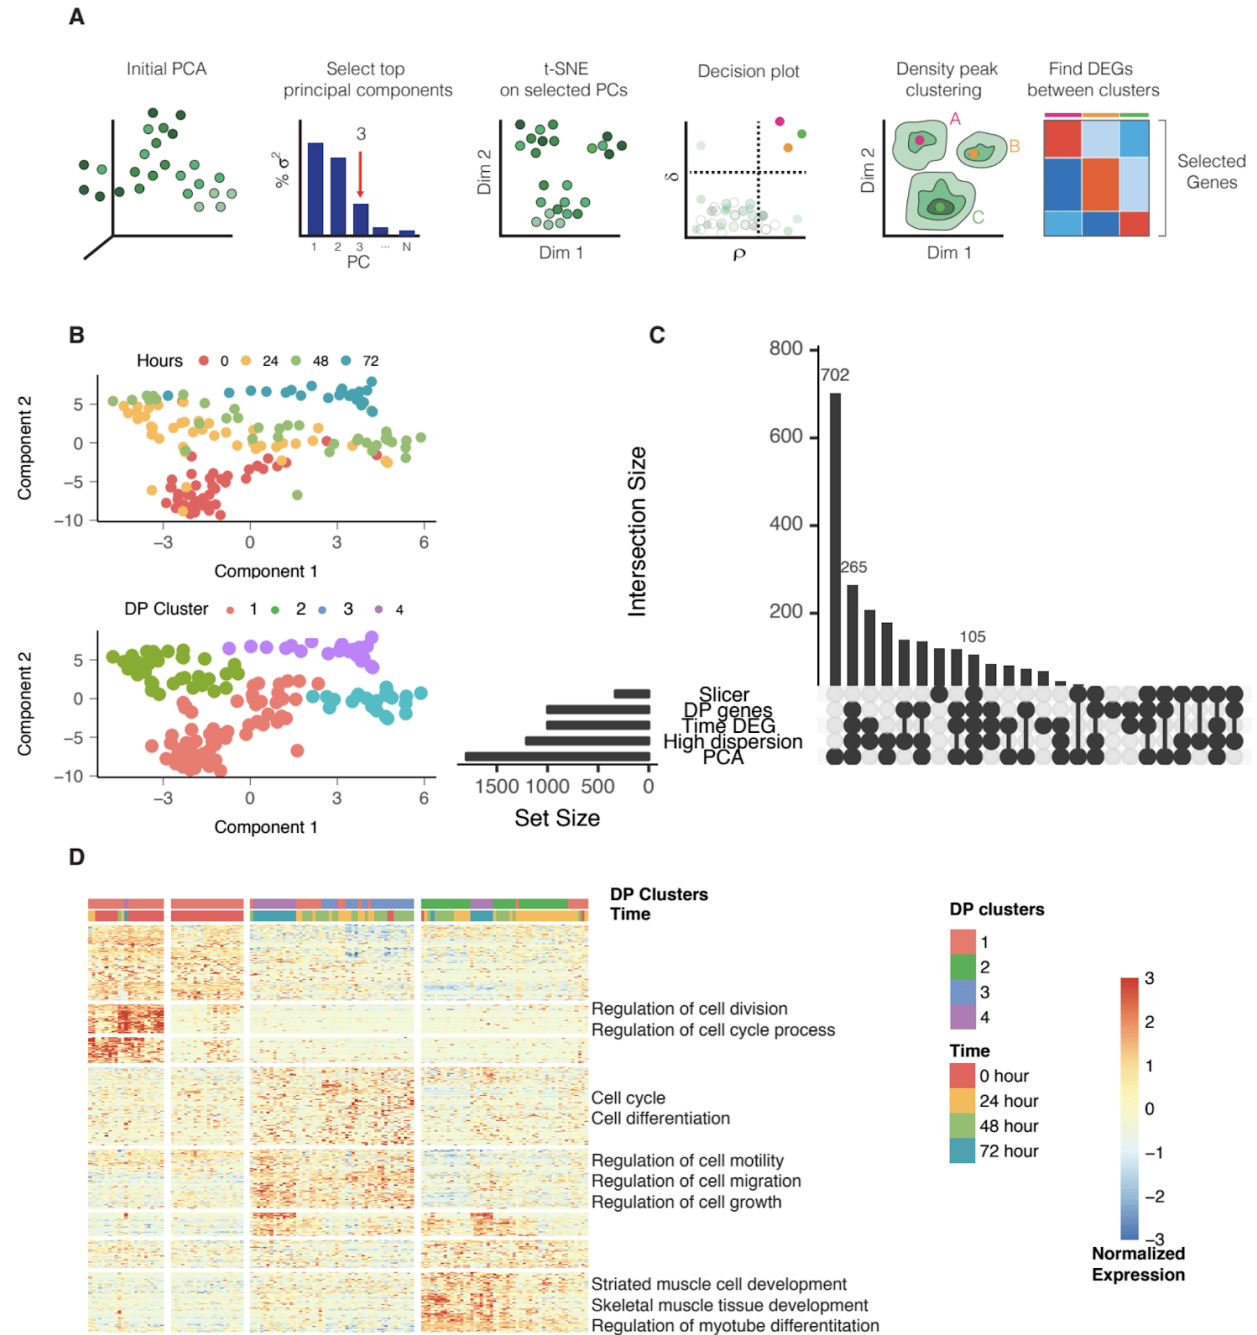 A
Initial PCA
Select top
principal components
t-SNE
on selected PCs
Decision plot
Density peak
clustering
Find DEGs
between clusters
% σ²
3
1 2 3 ... N
PC
Dim 2
Dim 1
δ
ρ
Dim 2
A
B
C
Dim 1
Selected
Genes
B
Hours 0 24 48 72
Component 2
5
0
−5
−10
−3 0 3 6
Component 1
DP Cluster 1 2 3 4
Component 2
5
0
−5
−10
−3 0 3 6
Component 1
C
Intersection Size
800
600
400
200
702
265
105
Slicer
DP genes
Time DEG
High dispersion
PCA
1500 1000 500 0
Set Size
D
DP Clusters
Time
Regulation of cell division
Regulation of cell cycle process
Cell cycle
Cell differentiation
Regulation of cell motility
Regulation of cell migration
Regulation of cell growth
Striated muscle cell development
Skeletal muscle tissue development
Regulation of myotube differentitation
DP clusters
1
2
3
4
Time
0 hour
24 hour
48 hour
72 hour
3
2
1
0
−1
−2
−3
Normalized
Expression